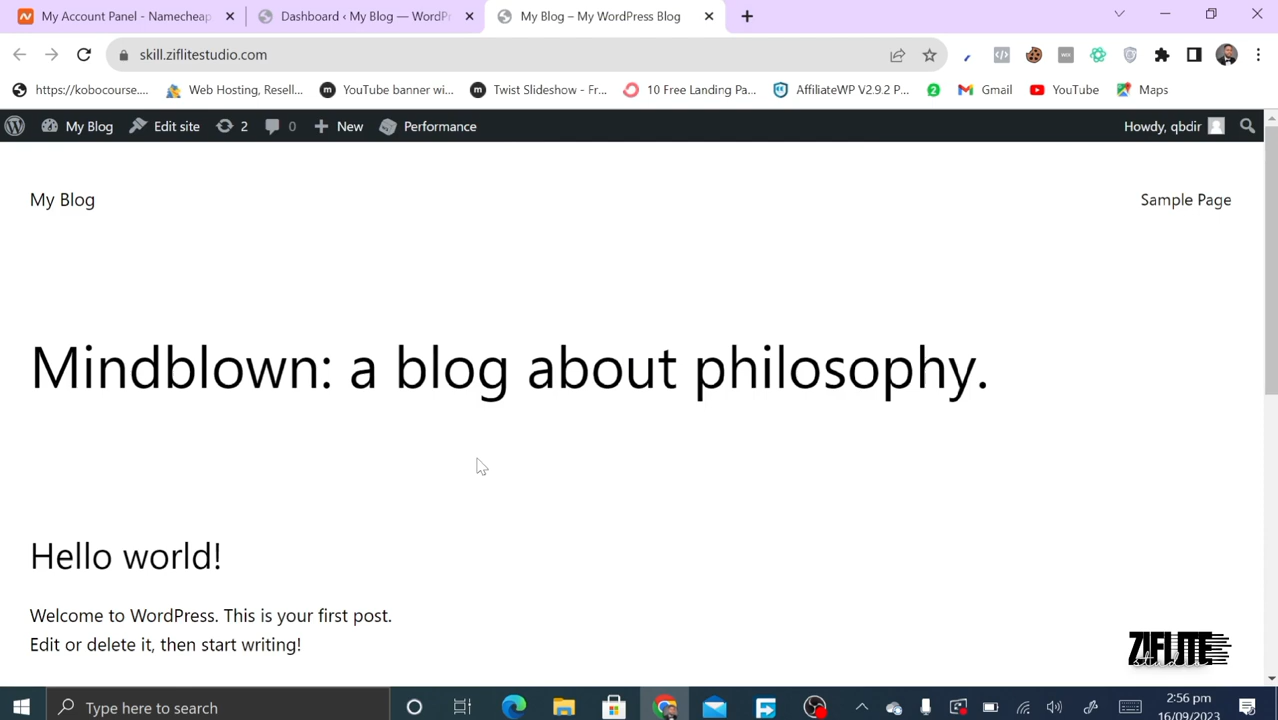 My Account Panel - Namecheap
Dashboard ‹ My Blog — WordPr
My Blog – My WordPress Blog
skill.ziflitestudio.com
https://kobocourse....
Web Hosting, Resell...
YouTube banner wi...
Twist Slideshow - Fr...
10 Free Landing Pa...
AffiliateWP V2.9.2 P...
2
Gmail
YouTube
Maps
My Blog
Edit site
2
0
New
Performance
Howdy, qbdir
My Blog
Sample Page
Mindblown: a blog about philosophy.
Hello world!
Welcome to WordPress. This is your first post.
Edit or delete it, then start writing!
ZIFLITE
studio
Type here to search
2:56 pm
16/09/2023